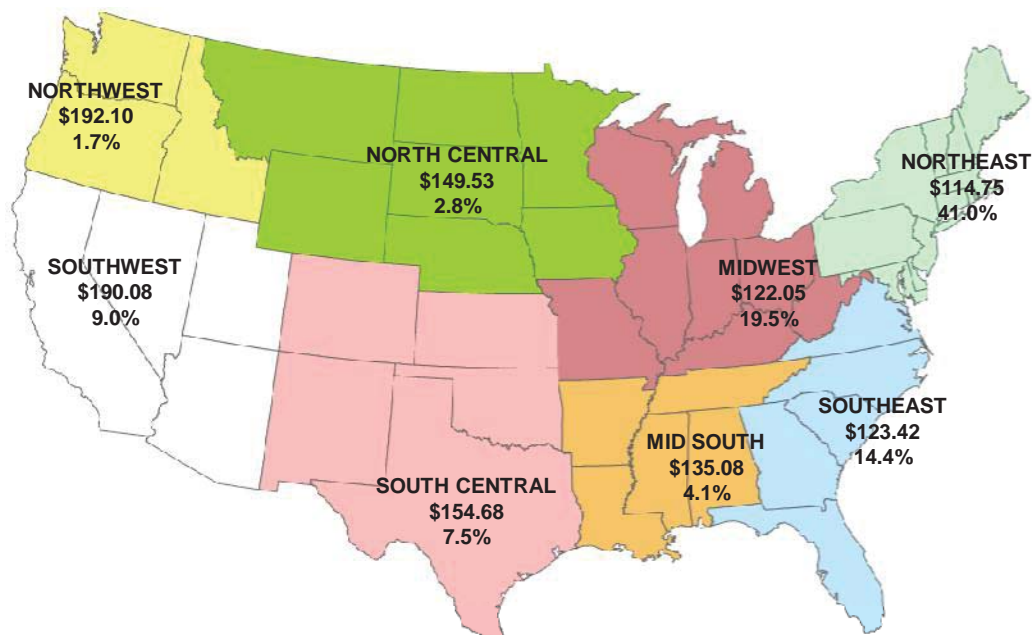 NORTHWEST
$192.10
1.7%
NORTH CENTRAL
$149.53
2.8%
NORTHEAST
$114.75
41.0%
SOUTHWEST
$190.08
9.0%
MIDWEST
$122.05
19.5%
SOUTHEAST
$123.42
14.4%
MID SOUTH
$135.08
4.1%
SOUTH CENTRAL
$154.68
7.5%